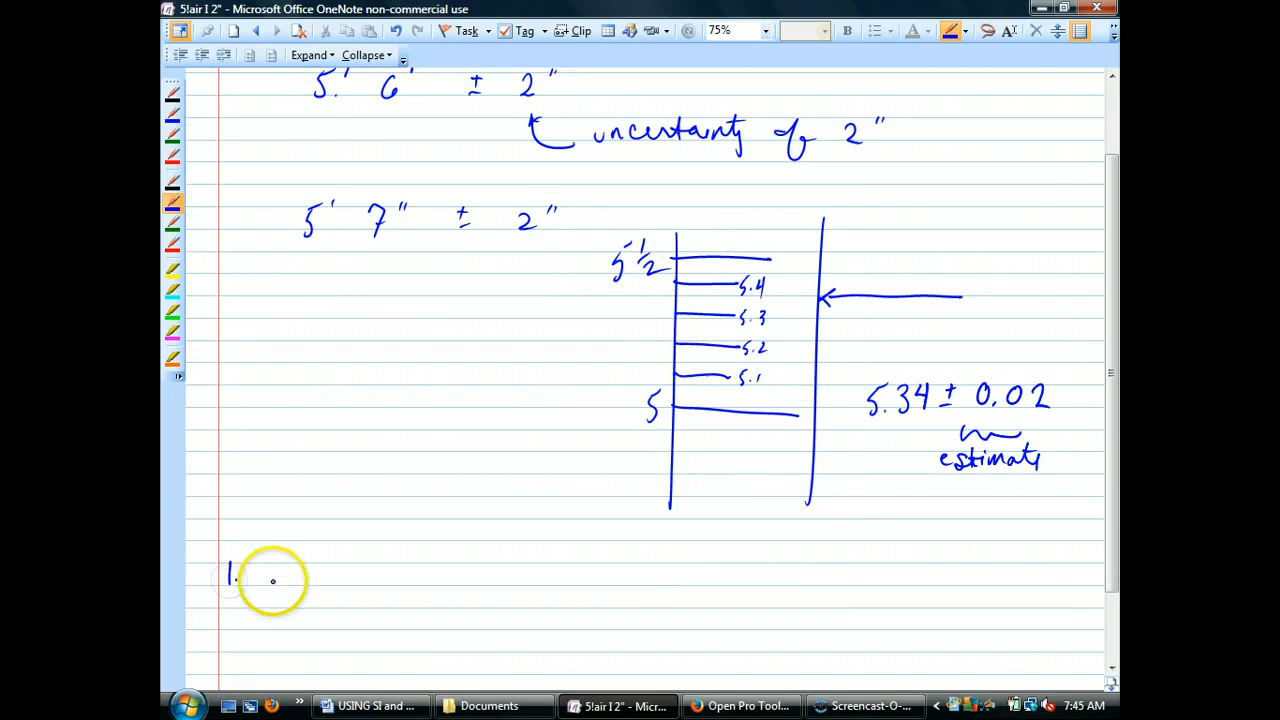 5!air I 2" - Microsoft Office OneNote non-commercial use
Task Tag Clip 75% B A
Expand Collapse
5.' 6' ± 2"
uncertainty of 2"
5' 7" ± 2"
5 1/2
5.4
5.3
5.2
5.1
5
5.34 ± 0.02
estimate
1.
USING SI and ... Documents 5!air I 2" - Micr... Open Pro Tool... Screencast-O-... 7:45 AM